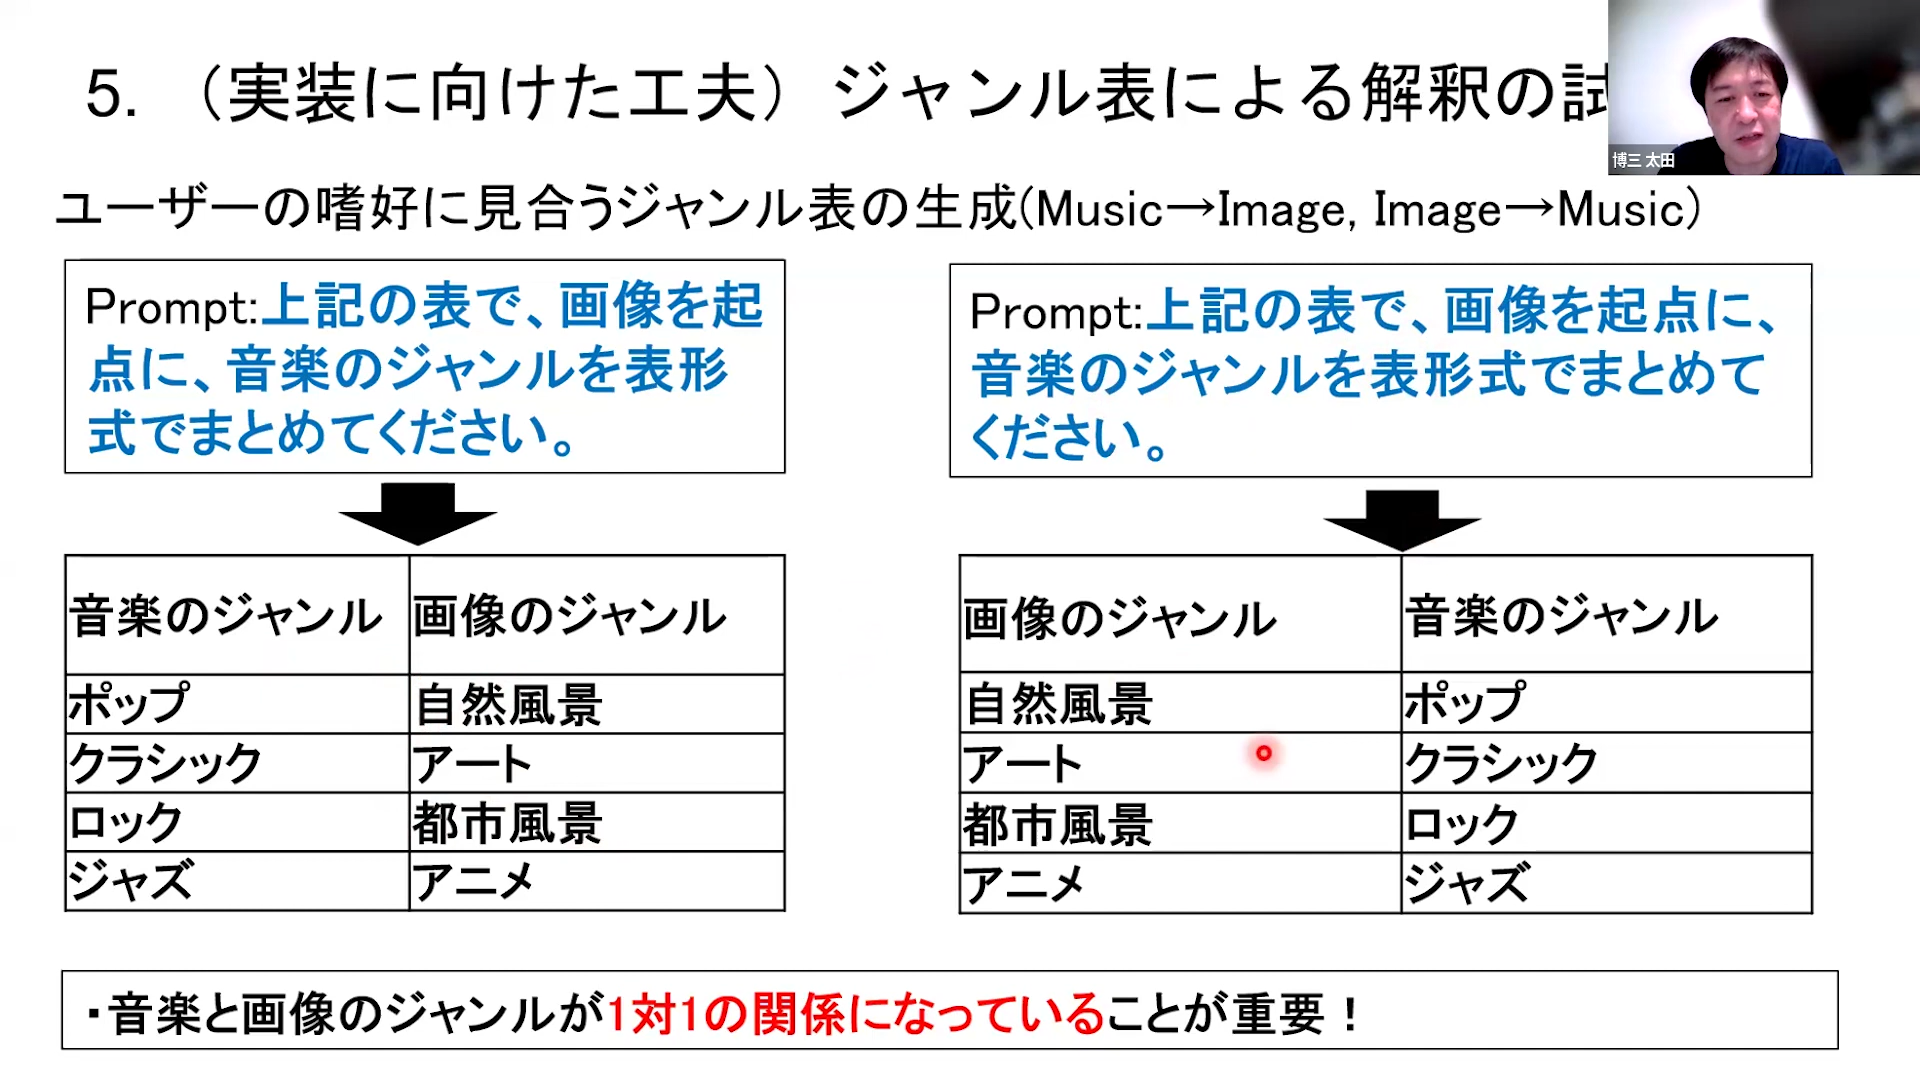 5. （実装に向けた工夫）ジャンル表による解釈の試
博三 太田
ユーザーの嗜好に見合うジャンル表の生成(Music→Image, Image→Music)
Prompt:上記の表で、画像を起
点に、音楽のジャンルを表形
式でまとめてください。
Prompt:上記の表で、画像を起点に、
音楽のジャンルを表形式でまとめて
ください。
音楽のジャンル 画像のジャンル
ポップ 自然風景
クラシック アート
ロック 都市風景
ジャズ アニメ
画像のジャンル 音楽のジャンル
自然風景 ポップ
アート クラシック
都市風景 ロック
アニメ ジャズ
・音楽と画像のジャンルが1対1の関係になっていることが重要！